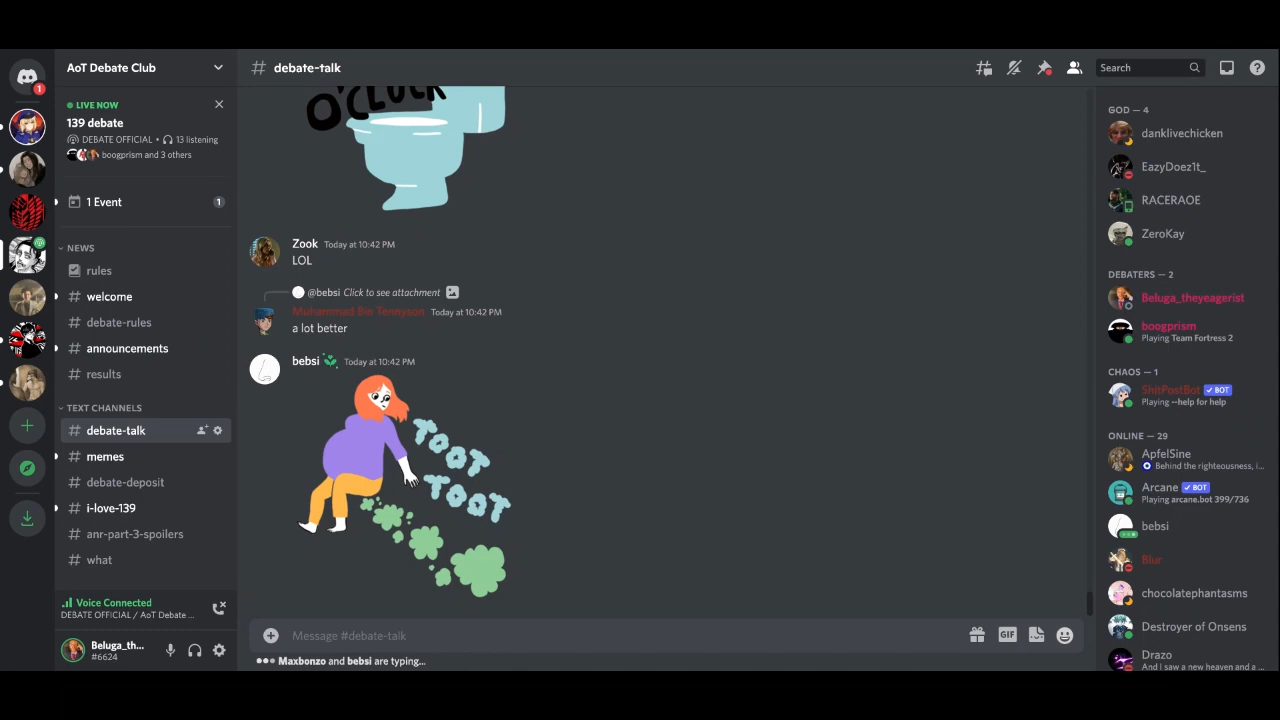 AoT Debate Club
LIVE NOW
139 debate
DEBATE OFFICIAL • 13 listening
boogprism and 3 others
1 Event
1
NEWS
rules
# welcome
# debate-rules
# announcements
# results
TEXT CHANNELS
# debate-talk
# memes
# debate-deposit
# i-love-139
# anr-part-3-spoilers
# what
Voice Connected
DEBATE OFFICIAL / AoT Debate ...
Beluga_th...
#6624
1
# debate-talk
Search
O'CLOCK
Zook Today at 10:42 PM
LOL
@bebsi Click to see attachment
Muhammad Bin Tennyson Today at 10:42 PM
a lot better
bebsi Today at 10:42 PM
TOOT
TOOT
Message #debate-talk
GIF
Maxbonzo and bebsi are typing...
GOD — 4
danklivechicken
EazyDoez1t_
RACERAOE
ZeroKay
DEBATERS — 2
Beluga_theyeagerist
boogprism
Playing Team Fortress 2
CHAOS — 1
ShitPostBot ✓ BOT
Playing --help for help
ONLINE — 29
ApfelSine
Behind the righteousness, i...
Arcane ✓ BOT
Playing arcane.bot 399/736
bebsi
Blur
chocolatephantasms
Destroyer of Onsens
Drazo
And I saw a new heaven and a ...